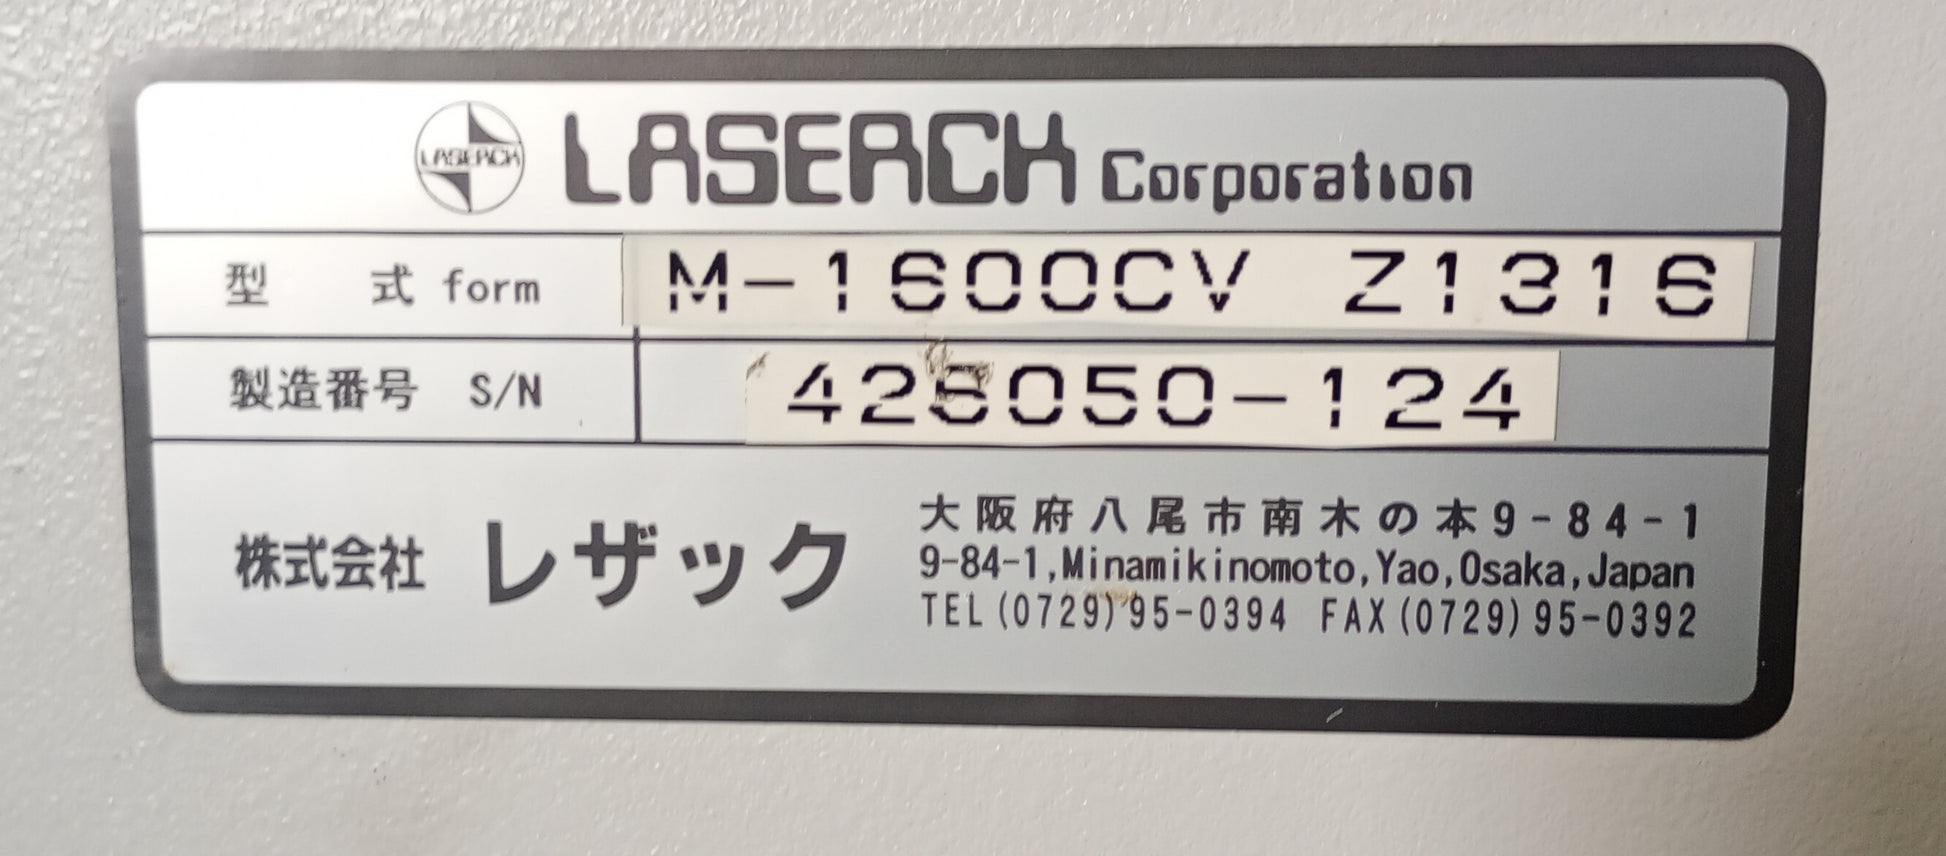 LASERCK
LASERCK Corporation
型 式 form M-1600CV Z1316
製造番号 S/N 428050-124
株式会社 レザック
大阪府八尾市南木の本9-84-1
9-84-1,Minamikinomoto,Yao,Osaka,Japan
TEL(0729)95-0394 FAX(0729)95-0392